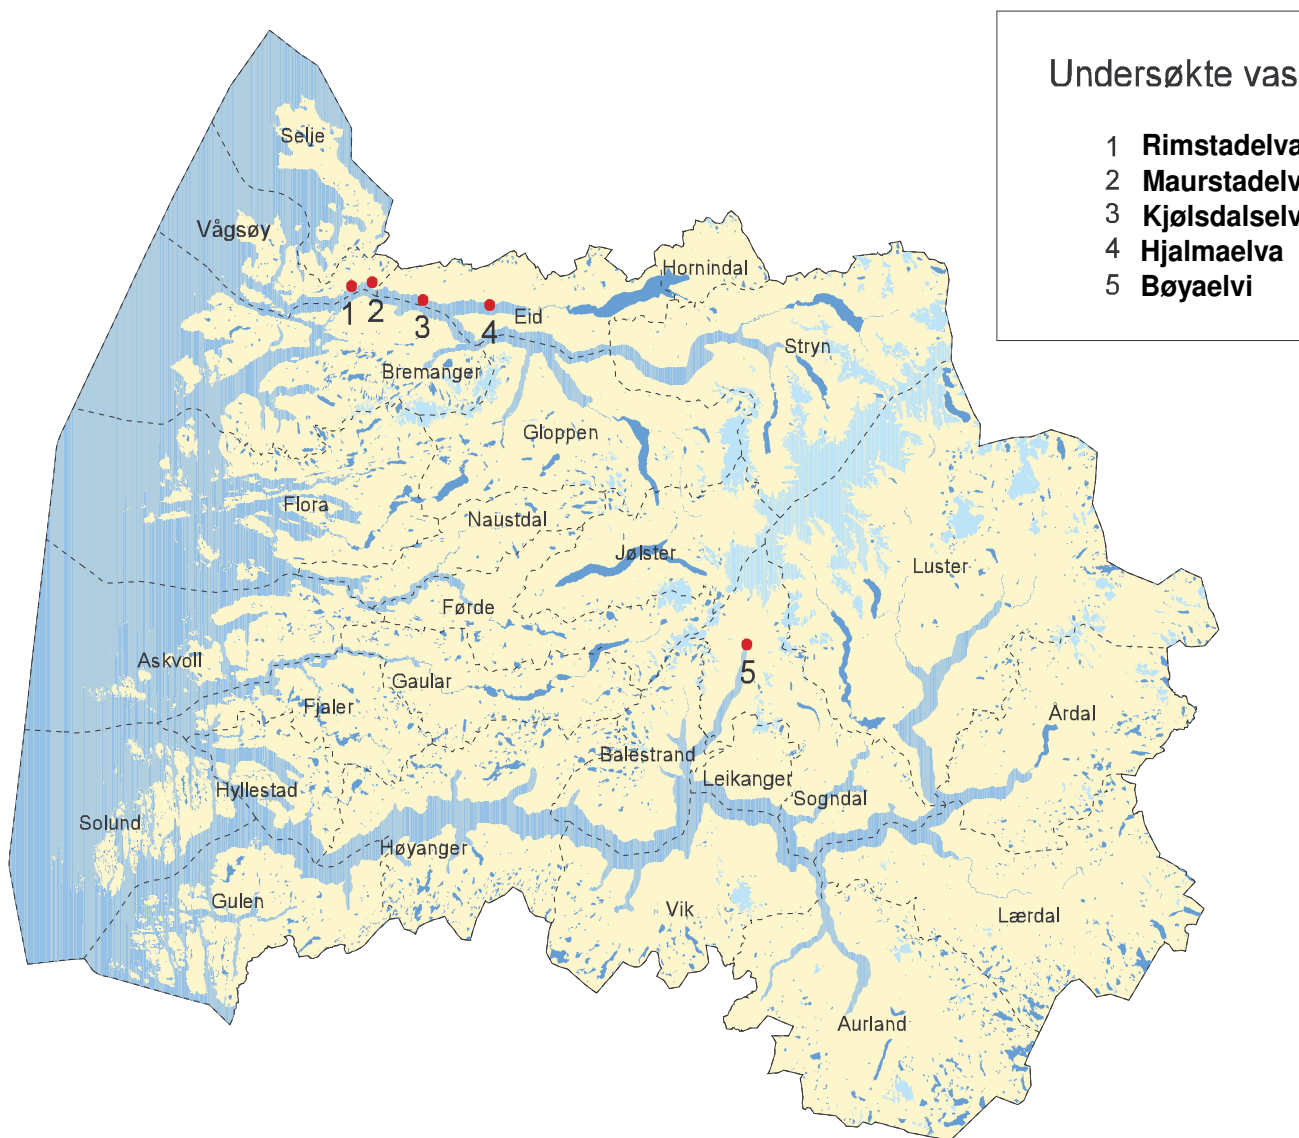 Undersøkte vas
1 Rimstadelva
2 Maurstadelv
3 Kjølsdalselv
4 Hjalmaelva
5 Bøyaelvi
Selje
Vågsøy
Hornindal
1
2
3
4
Eid
Stryn
Bremanger
Gloppen
Flora
Naustdal
Jølster
Luster
Førde
Askvoll
5
Gaular
Fjaler
Årdal
Balestrand
Leikanger
Hyllestad
Sogndal
Solund
Høyanger
Gulen
Vik
Lærdal
Aurland